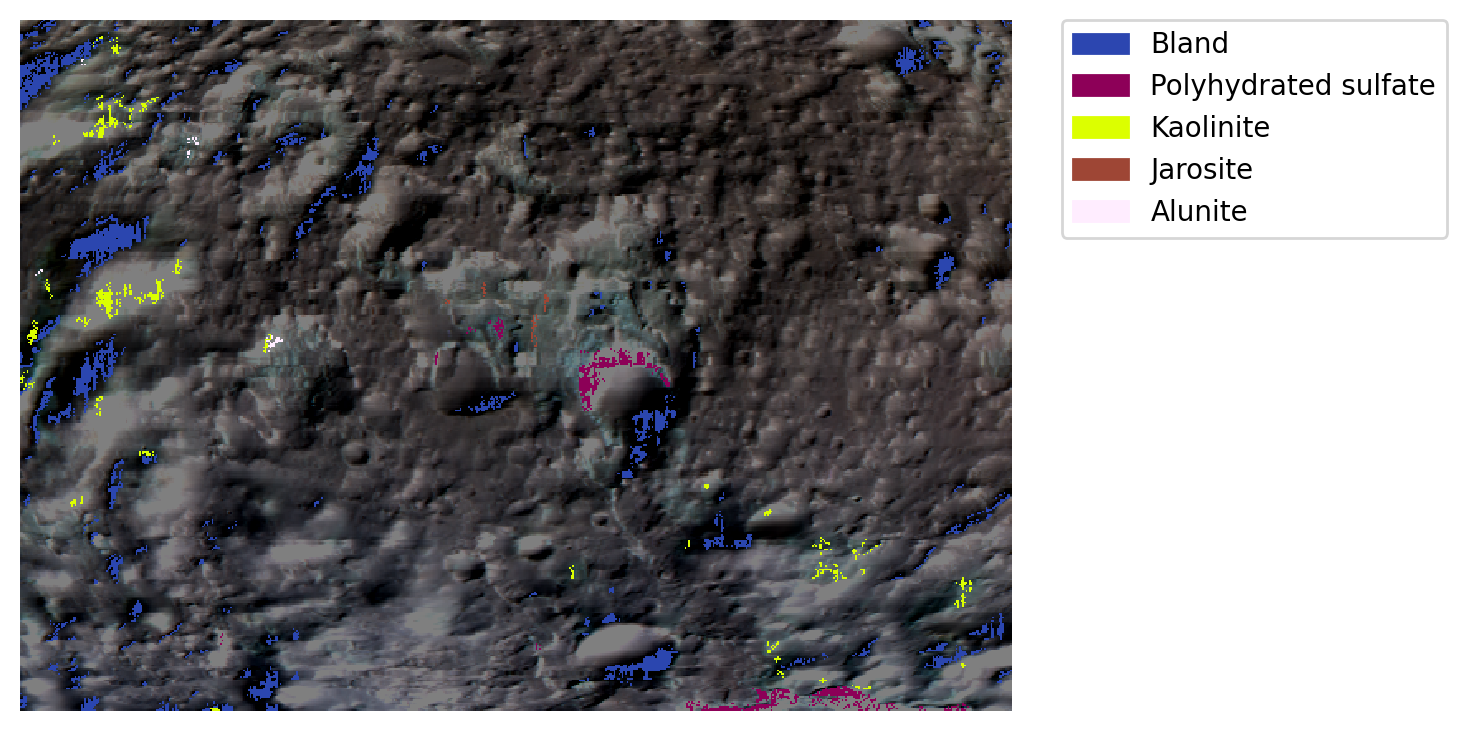 Bland
Polyhydrated sulfate
Kaolinite
Jarosite
Alunite